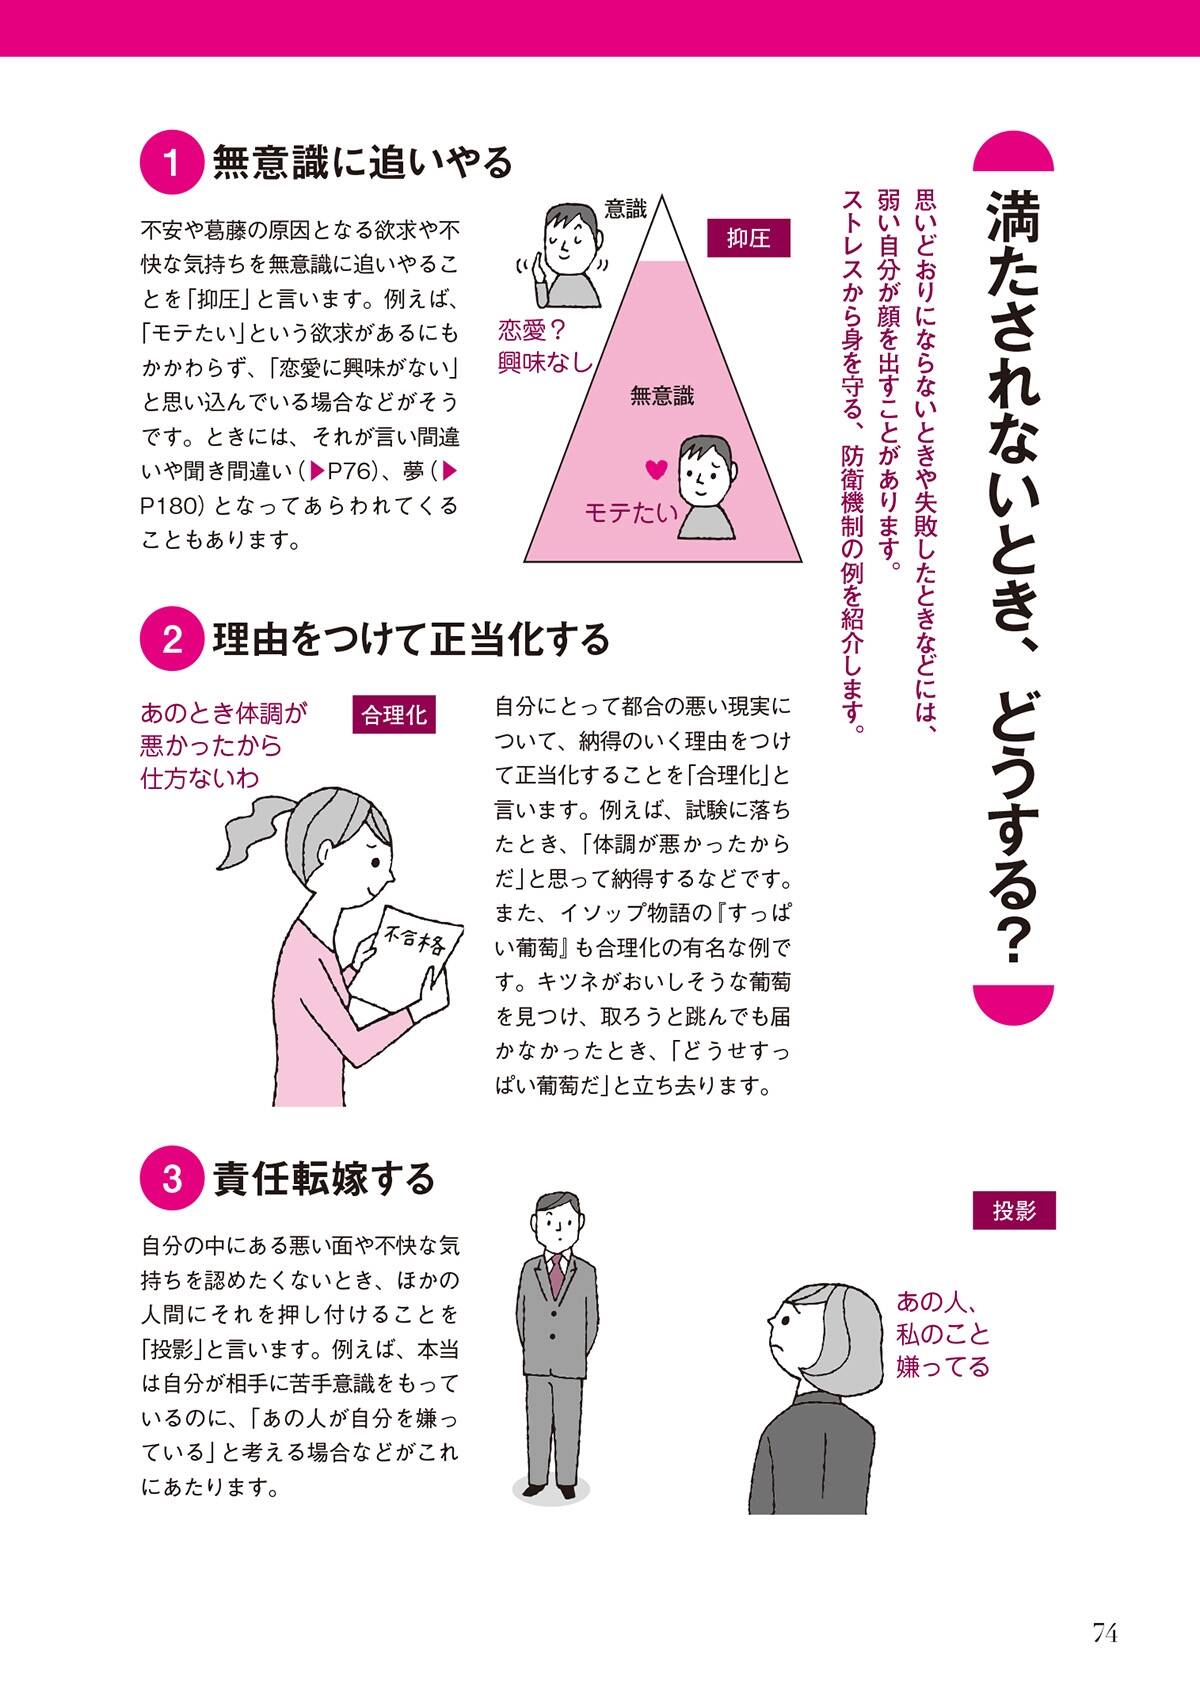 満たされないとき、どうする？
思いどおりにならないときや失敗したときなどには、
弱い自分が顔を出すことがあります。
ストレスから身を守る、防衛機制の例を紹介します。
1 無意識に追いやる
不安や葛藤の原因となる欲求や不
快な気持ちを無意識に追いやるこ
とを「抑圧」と言います。例えば、
「モテたい」という欲求があるにも
かかわらず、「恋愛に興味がない」
と思い込んでいる場合などがそう
です。ときには、それが言い間違
いや聞き間違い（▶P76）、夢（▶
P180）となってあらわれてくる
こともあります。
抑圧
意識
恋愛？
興味なし
無意識
モテたい
2 理由をつけて正当化する
あのとき体調が
悪かったから
仕方ないわ
合理化
不合格
自分にとって都合の悪い現実に
ついて、納得のいく理由をつけ
て正当化することを「合理化」と
言います。例えば、試験に落ち
たとき、「体調が悪かったから
だ」と思って納得するなどです。
また、イソップ物語の『すっぱ
い葡萄』も合理化の有名な例で
す。キツネがおいしそうな葡萄
を見つけ、取ろうと跳んでも届
かなかったとき、「どうせすっ
ぱい葡萄だ」と立ち去ります。
3 責任転嫁する
自分の中にある悪い面や不快な気
持ちを認めたくないとき、ほかの
人間にそれを押し付けることを
「投影」と言います。例えば、本当
は自分が相手に苦手意識をもって
いるのに、「あの人が自分を嫌っ
ている」と考える場合などがこれ
にあたります。
投影
あの人、
私のこと
嫌ってる
74